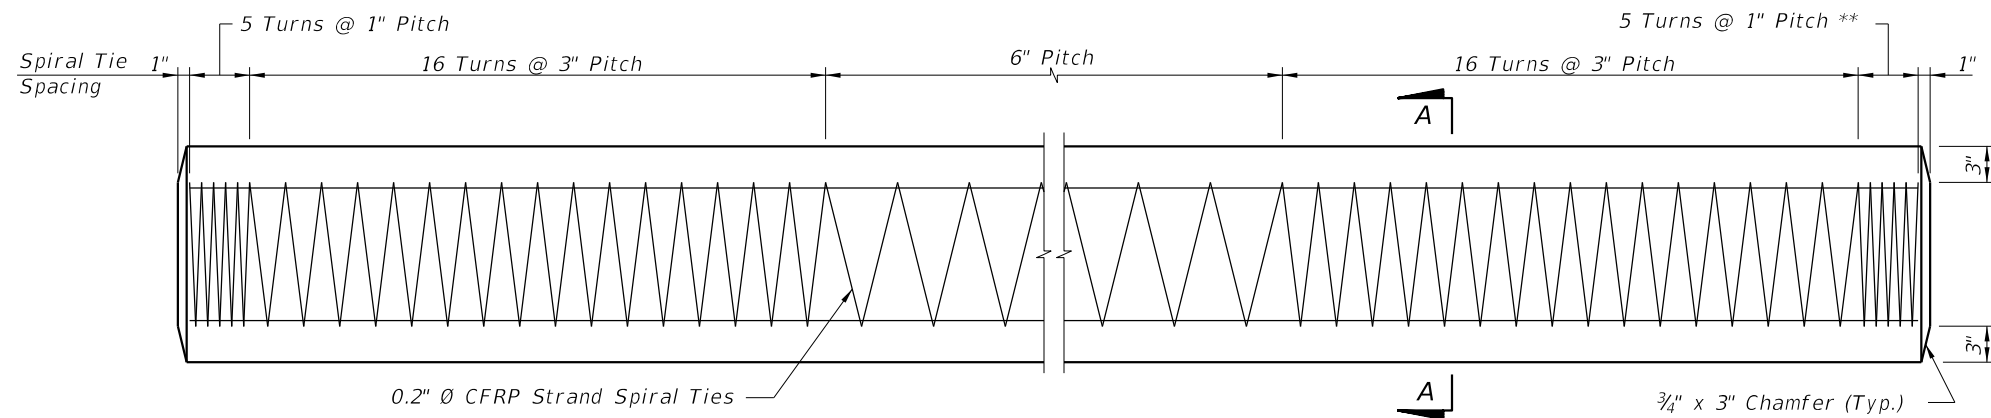 5 Turns @ 1" Pitch
5 Turns @ 1" Pitch **
Spiral Tie
Spacing
1"
16 Turns @ 3" Pitch
6" Pitch
16 Turns @ 3" Pitch
1"
A
3"
3"
0.2" Ø CFRP Strand Spiral Ties
A
¾" x 3" Chamfer (Typ.)